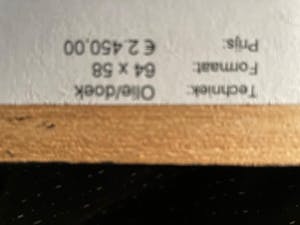 Techniek: Olie/doek
Formaat: 64 x 58
Prijs: € 2.450,00